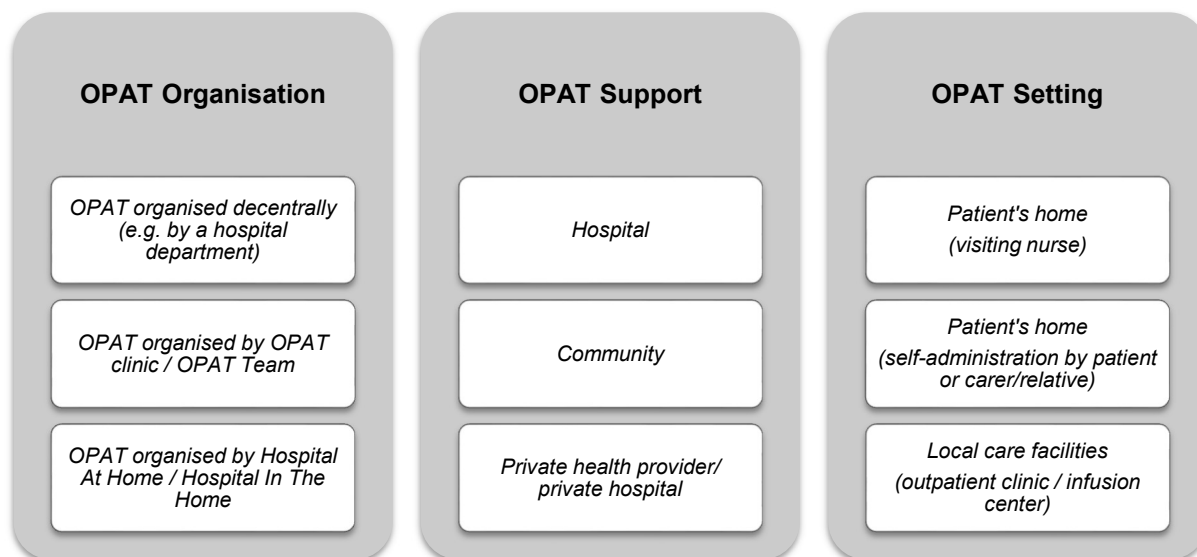 OPAT Organisation
OPAT organised decentrally
(e.g. by a hospital
department)
OPAT organised by OPAT
clinic / OPAT Team
OPAT organised by Hospital
At Home / Hospital In The
Home
OPAT Support
Hospital
Community
Private health provider/
private hospital
OPAT Setting
Patient's home
(visiting nurse)
Patient's home
(self-administration by patient
or carer/relative)
Local care facilities
(outpatient clinic / infusion
center)